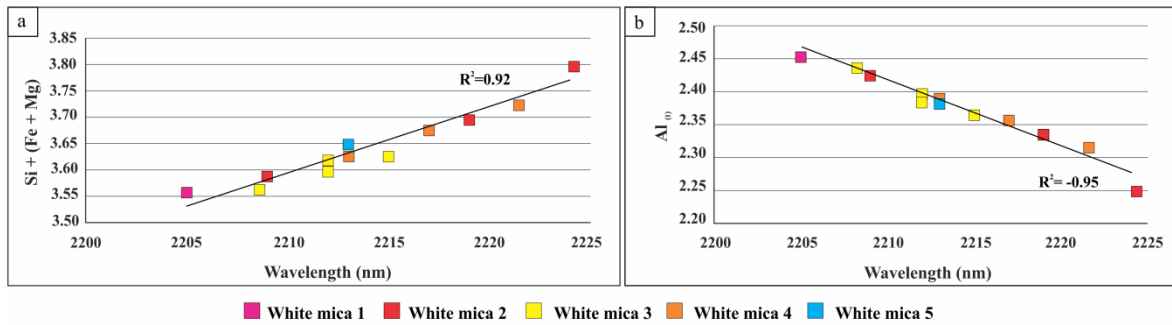 a
Si + (Fe + Mg)
3.85
3.80
3.75
3.70
3.65
3.60
3.55
3.50
R²=0.92
2200
2205
2210
2215
2220
2225
Wavelength (nm)
b
Al (t)
2.45
2.40
2.35
2.30
2.25
2.20
R²= -0.95
2200
2205
2210
2215
2220
2225
Wavelength (nm)
White mica 1
White mica 2
White mica 3
White mica 4
White mica 5